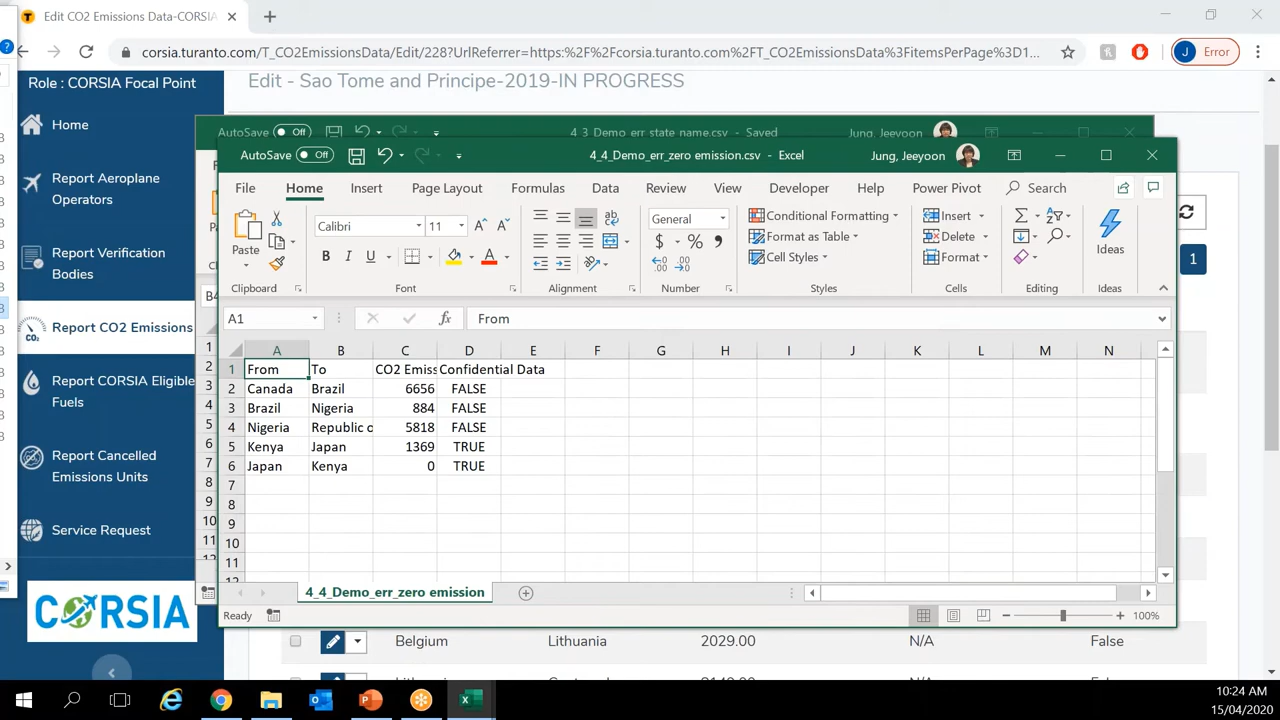 Edit CO2 Emissions Data-CORSIA
corsia.turanto.com/T_CO2EmissionsData/Edit/228?UrlReferrer=https:%2F%2Fcorsia.turanto.com%2FT_CO2EmissionsData%3FitemsPerPage%3D1...
J Error
Role : CORSIA Focal Point
Edit - Sao Tome and Principe-2019-IN PROGRESS
Home
Report Aeroplane
Operators
Report Verification
Bodies
Report CO2 Emissions
CO₂
Report CORSIA Eligible
Fuels
Report Cancelled
Emissions Units
Service Request
CORSIA
AutoSave Off
4_3_Demo_err_state_name.csv - Saved
Jung, Jeeyoon
AutoSave Off
4_4_Demo_err_zero emission.csv - Excel
Jung, Jeeyoon
File Home Insert Page Layout Formulas Data Review View Developer Help Power Pivot Search
Paste
Clipboard
Calibri 11
B I U
Font
Alignment
General
$ % ,
Number
Conditional Formatting
Format as Table
Cell Styles
Styles
Insert
Delete
Format
Cells
Editing
Ideas
Ideas
1
A1 fx From
A B C D E F G H I J K L M N
1 From To CO2 Emiss Confidential Data
2 Canada Brazil 6656 FALSE
3 Brazil Nigeria 884 FALSE
4 Nigeria Republic o 5818 FALSE
5 Kenya Japan 1369 TRUE
6 Japan Kenya 0 TRUE
7
8
9
10
11
12
4_4_Demo_err_zero emission
Ready
100%
Belgium Lithuania 2029.00 N/A False
10:24 AM
15/04/2020